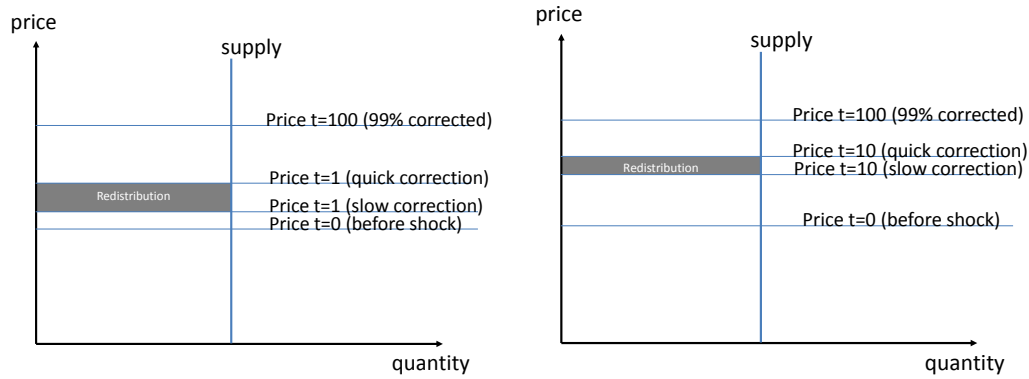 price
supply
Price t=100 (99% corrected)
Price t=1 (quick correction)
Redistribution
Price t=1 (slow correction)
Price t=0 (before shock)
quantity
price
supply
Price t=100 (99% corrected)
Price t=10 (quick correction)
Redistribution
Price t=10 (slow correction)
Price t=0 (before shock)
quantity